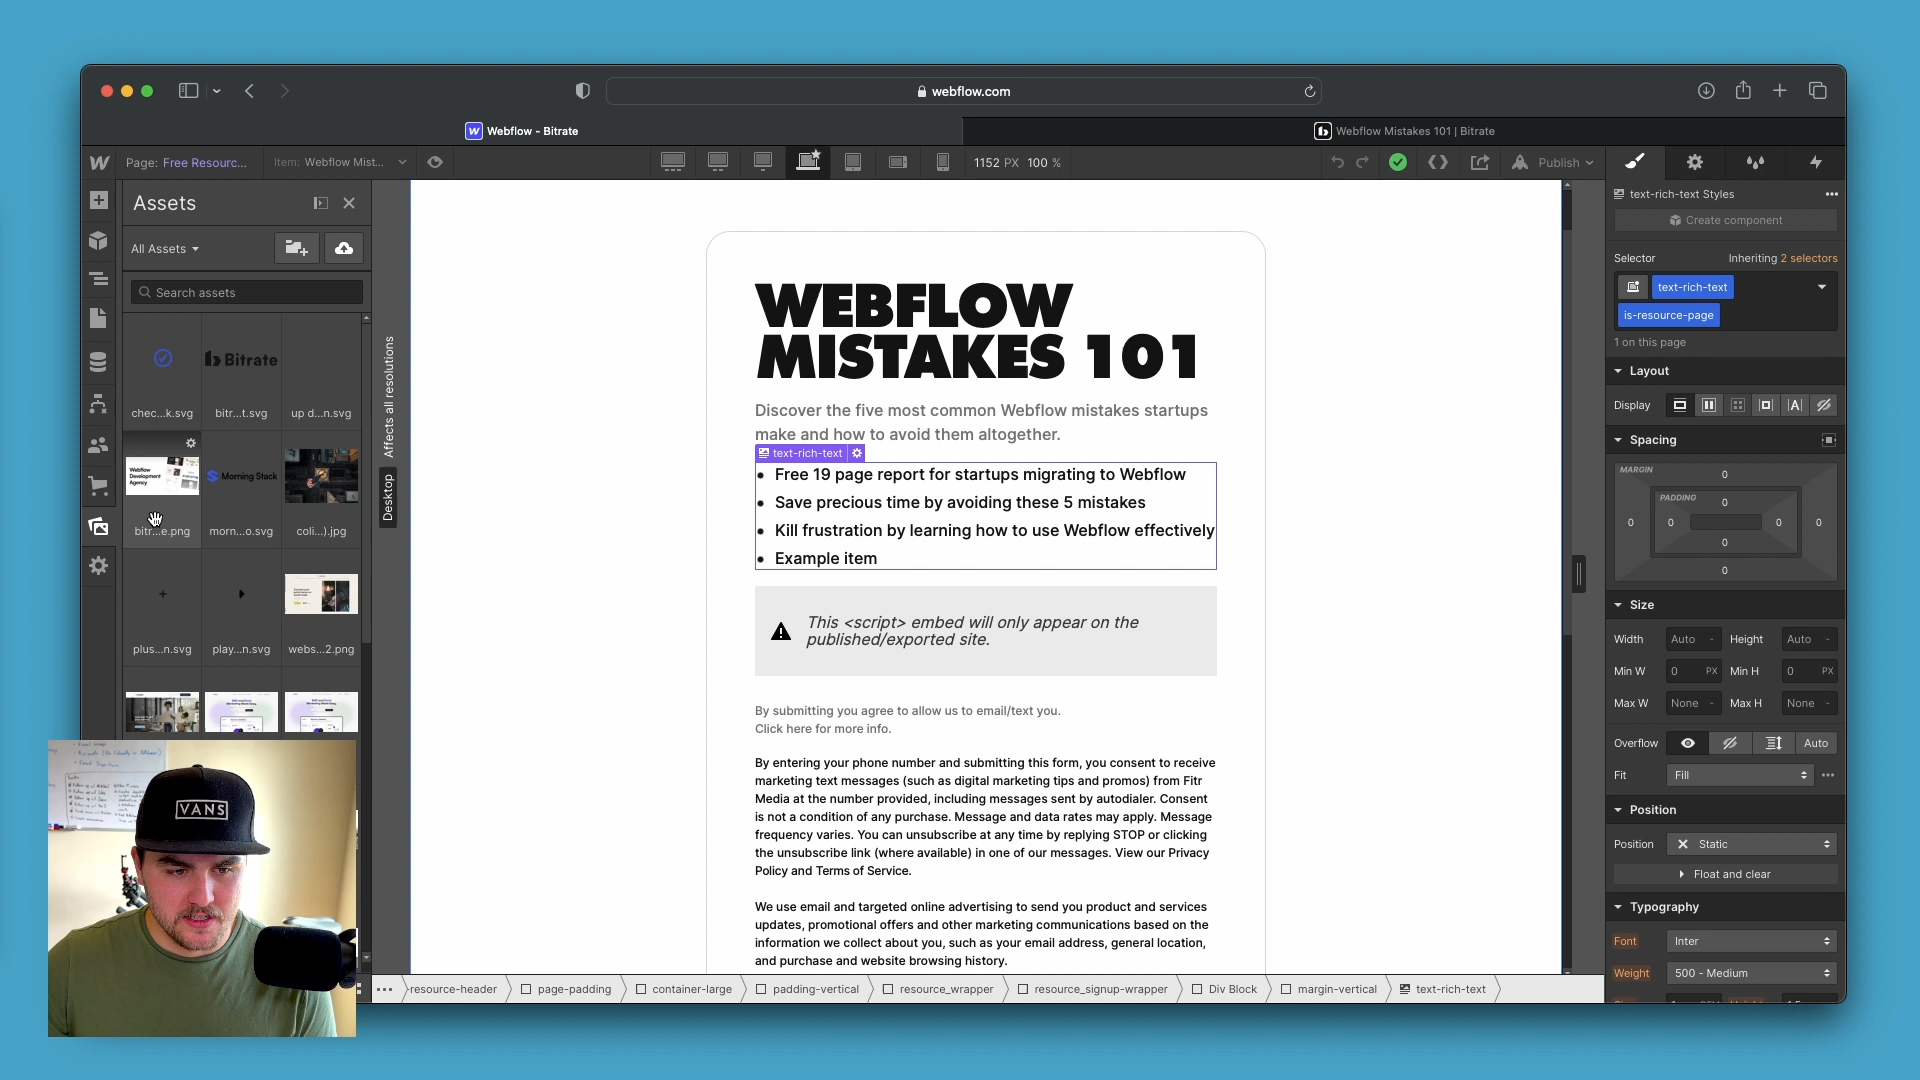 webflow.com
Webflow - Bitrate
Webflow Mistakes 101 | Bitrate
Page: Free Resourc...
Item: Webflow Mist...
1152 PX 100 %
Publish
Assets
All Assets
Search assets
Bitrate
chec...k.svg
bitr...t.svg
up d...n.svg
Webflow
Development
Agency
Morning Stack
bitr...e.png
morn...o.svg
coli...).jpg
plus...n.svg
play...n.svg
webs...2.png
VANS
Affects all resolutions
Desktop
WEBFLOW
MISTAKES 101
Discover the five most common Webflow mistakes startups
make and how to avoid them altogether.
text-rich-text
Free 19 page report for startups migrating to Webflow
Save precious time by avoiding these 5 mistakes
Kill frustration by learning how to use Webflow effectively
Example item
This <script> embed will only appear on the
published/exported site.
By submitting you agree to allow us to email/text you.
Click here for more info.
By entering your phone number and submitting this form, you consent to receive
marketing text messages (such as digital marketing tips and promos) from Fitr
Media at the number provided, including messages sent by autodialer. Consent
is not a condition of any purchase. Message and data rates may apply. Message
frequency varies. You can unsubscribe at any time by replying STOP or clicking
the unsubscribe link (where available) in one of our messages. View our Privacy
Policy and Terms of Service.
We use email and targeted online advertising to send you product and services
updates, promotional offers and other marketing communications based on the
information we collect about you, such as your email address, general location,
and purchase and website browsing history.
resource-header
page-padding
container-large
padding-vertical
resource_wrapper
resource_signup-wrapper
Div Block
margin-vertical
text-rich-text
text-rich-text Styles
Create component
Selector
Inheriting 2 selectors
text-rich-text
is-resource-page
1 on this page
Layout
Display
Spacing
MARGIN
0
PADDING
0
0 0 0 0
0
0
Size
Width Auto - Height Auto -
Min W 0 PX Min H 0 PX
Max W None - Max H None -
Overflow Auto
Fit Fill
Position
Position Static
Float and clear
Typography
Font Inter
Weight 500 - Medium